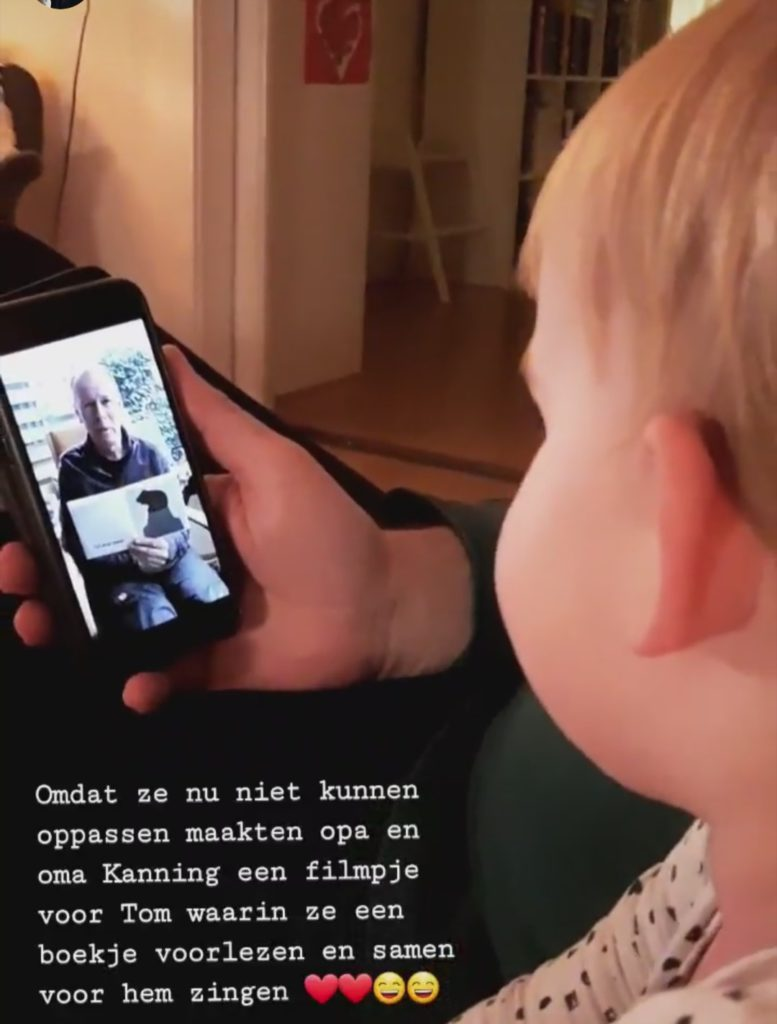 Omdat ze nu niet kunnen
oppassen maakten opa en
oma Kanning een filmpje
voor Tom waarin ze een
boekje voorlezen en samen
voor hem zingen ❤️❤️😄😄